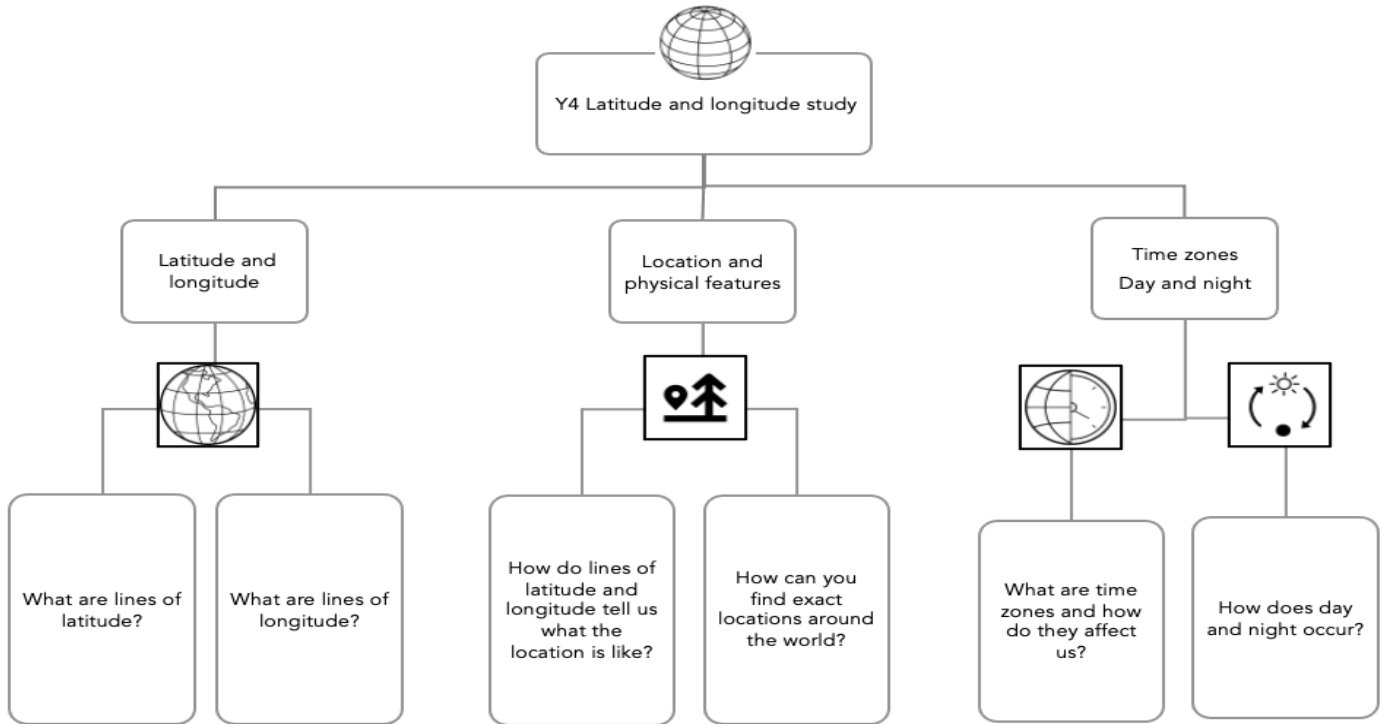 Y4 Latitude and longitude study
Latitude and
longitude
Location and
physical features
Time zones
Day and night
What are lines of
latitude?
What are lines of
longitude?
How do lines of
latitude and
longitude tell us
what the
location is like?
How can you
find exact
locations around
the world?
What are time
zones and how
do they affect
us?
How does day
and night occur?